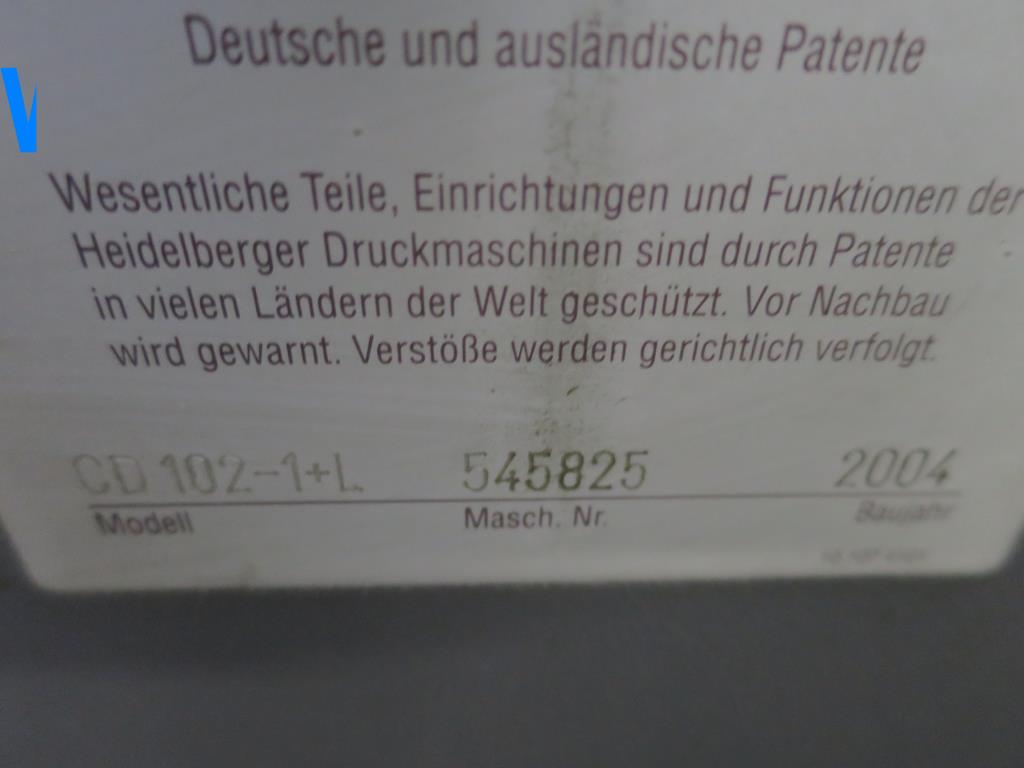 Deutsche und ausländische Patente
Wesentliche Teile, Einrichtungen und Funktionen der
Heidelberger Druckmaschinen sind durch Patente
in vielen Ländern der Welt geschützt. Vor Nachbau
wird gewarnt. Verstöße werden gerichtlich verfolgt.
CD 102-1+L 545825 2004
Modell Masch. Nr. Baujahr